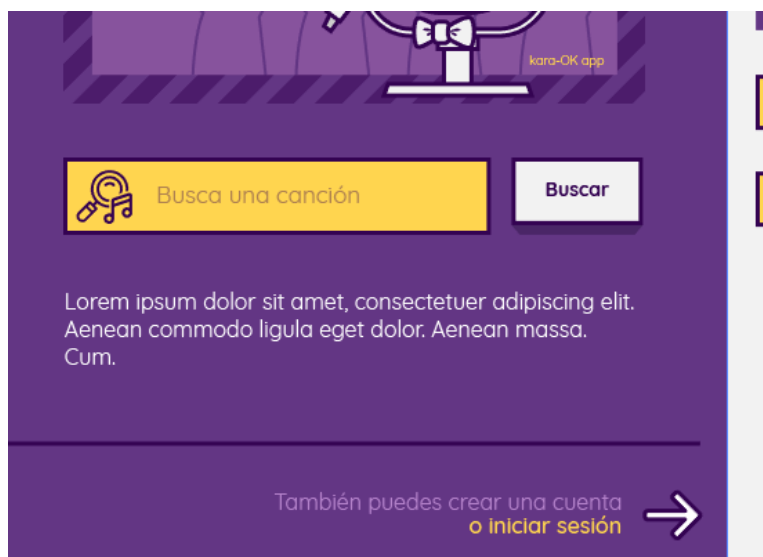 kara-OK app
Busca una canción
Buscar
Lorem ipsum dolor sit amet, consectetuer adipiscing elit.
Aenean commodo ligula eget dolor. Aenean massa.
Cum.
También puedes crear una cuenta
o iniciar sesión